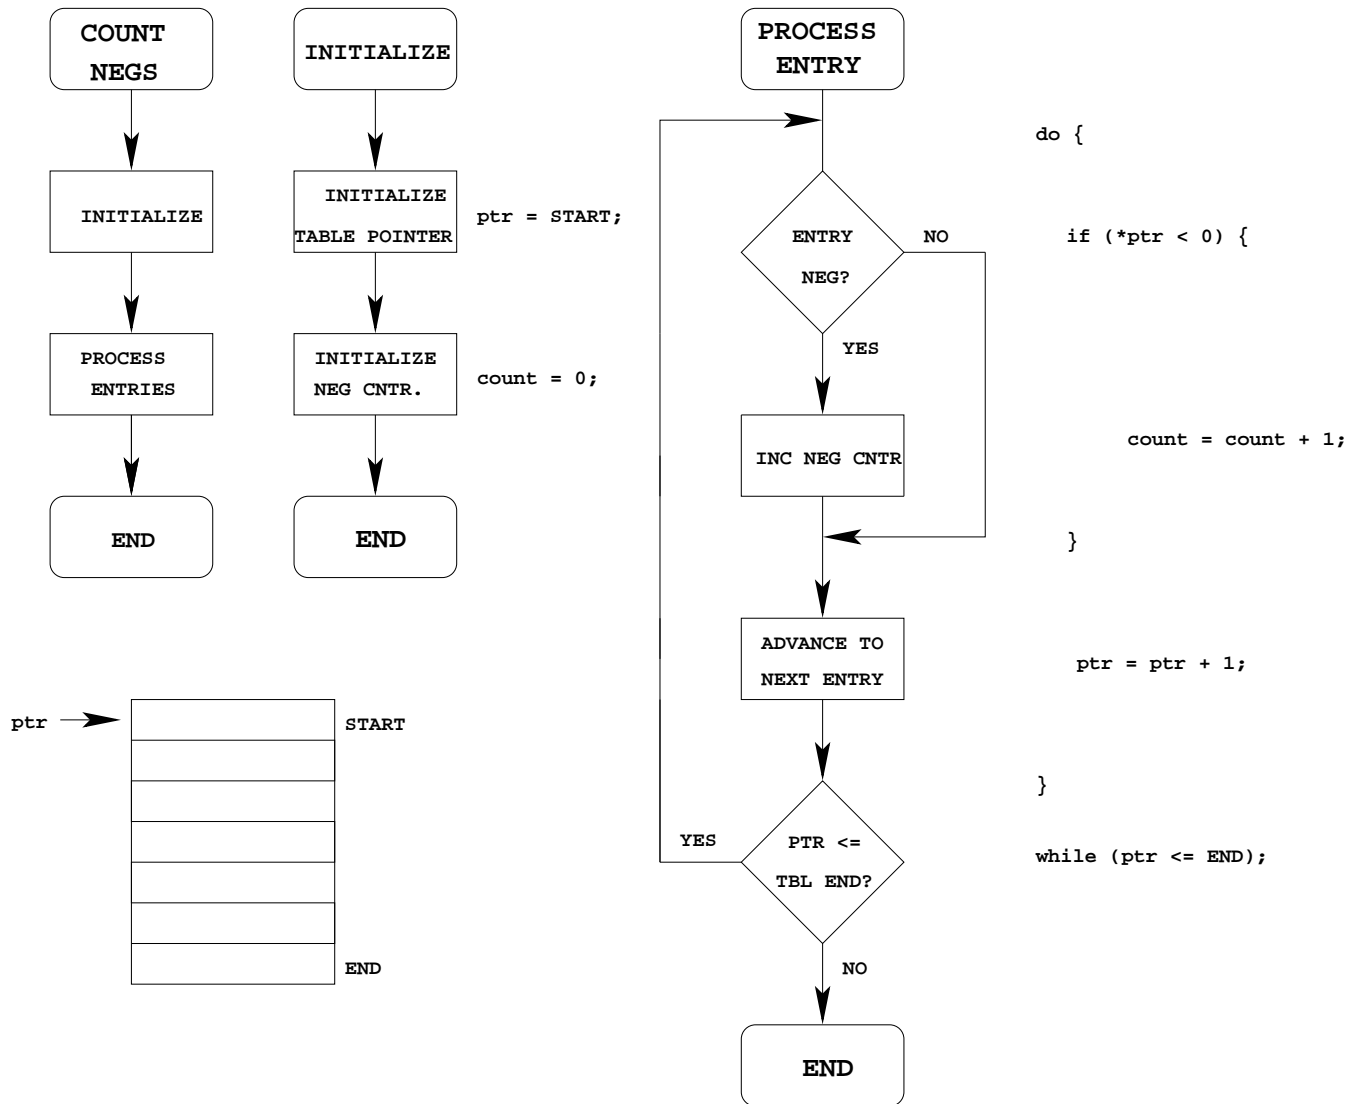 COUNT
NEGS
INITIALIZE
PROCESS
ENTRIES
END
INITIALIZE
INITIALIZE
TABLE POINTER
ptr = START;
INITIALIZE
NEG CNTR.
count = 0;
END
ptr
START
END
PROCESS
ENTRY
do {
ENTRY
NEG?
NO
if (*ptr < 0) {
YES
INC NEG CNTR
count = count + 1;
}
ADVANCE TO
NEXT ENTRY
ptr = ptr + 1;
}
YES
PTR <=
TBL END?
while (ptr <= END);
NO
END